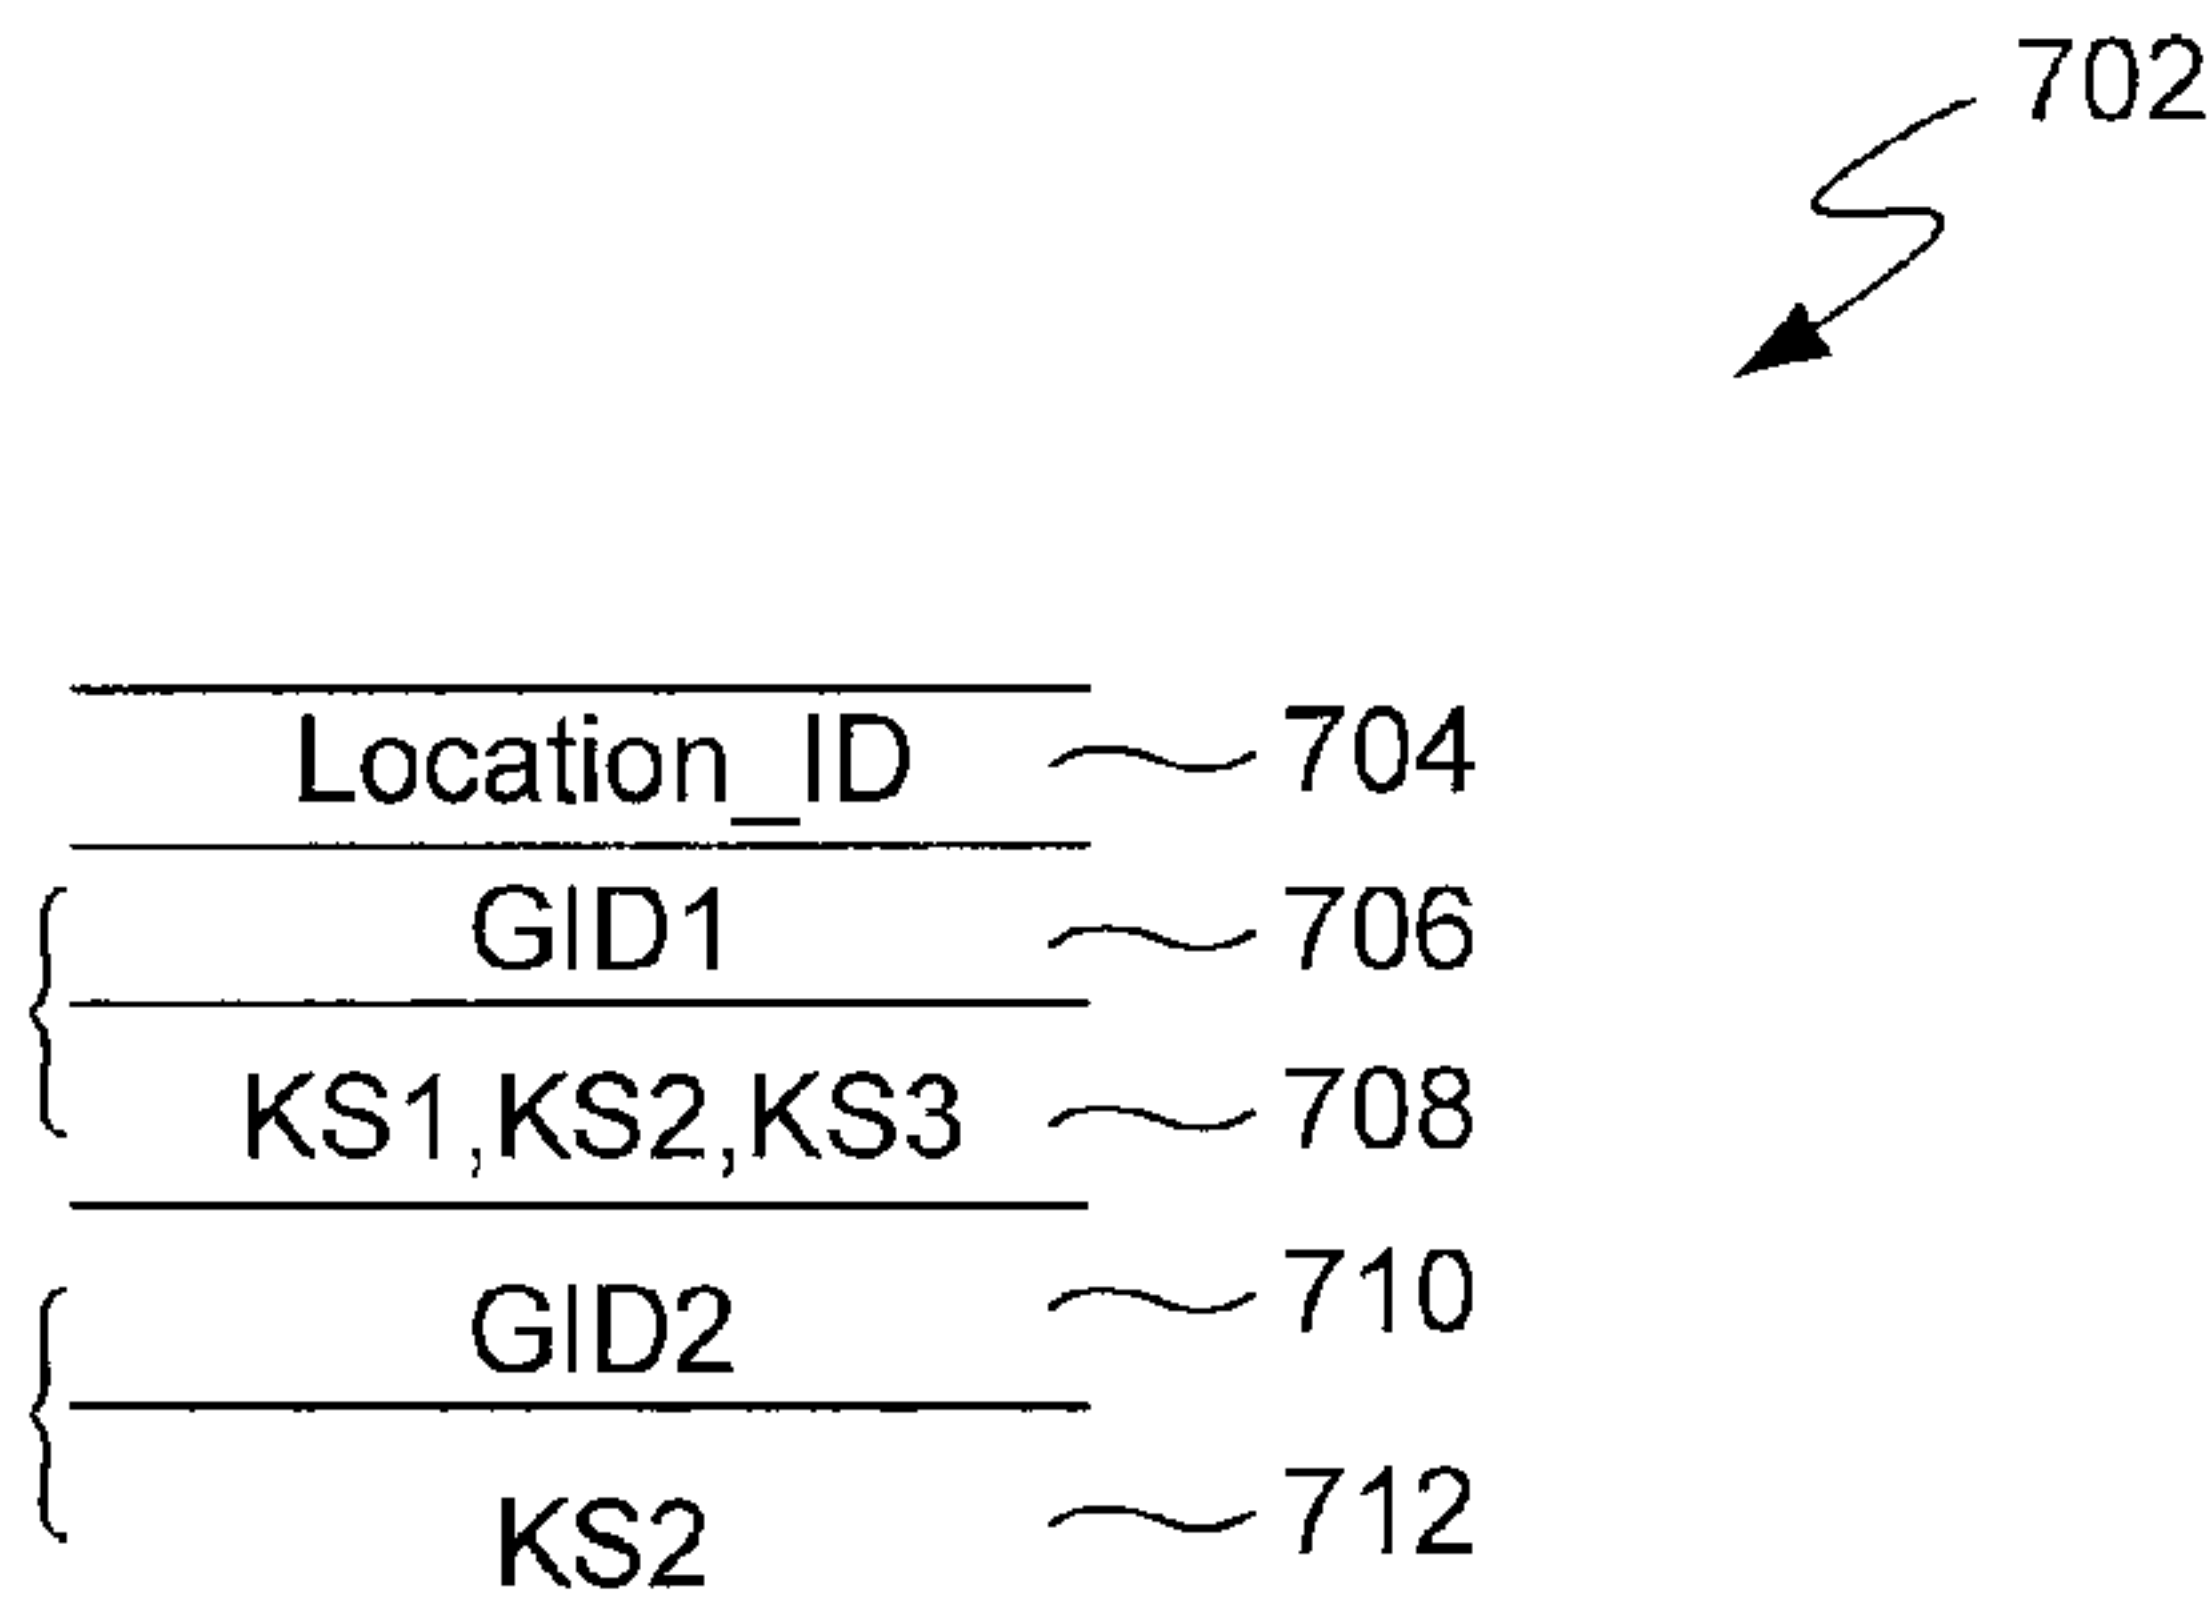 702
Location_ID 704
GID1 706
KS1,KS2,KS3 708
GID2 710
KS2 712